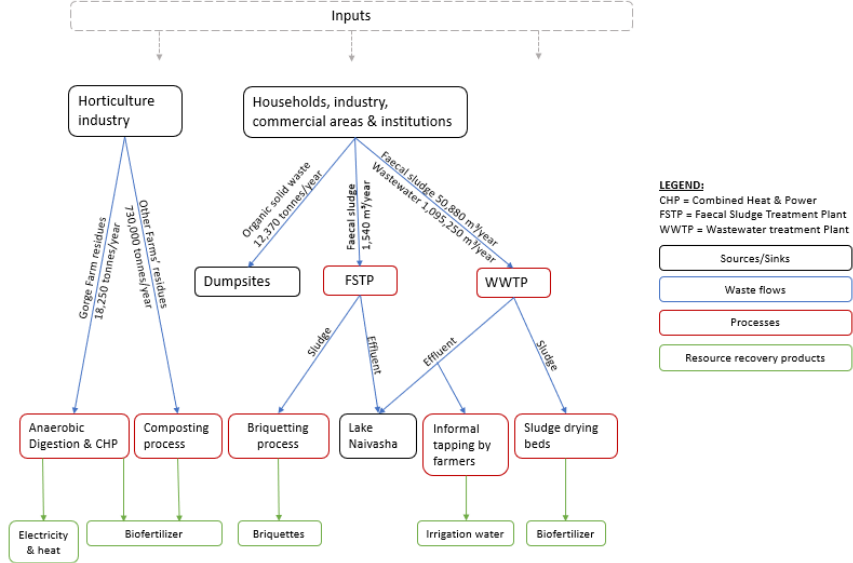 Inputs
Horticulture
industry
Households, industry,
commercial areas & institutions
Gorge Farm residues
18,250 tonnes/year
Other Farms' residues
730,000 tonnes/year
Organic solid waste
12,370 tonnes/year
Faecal sludge
1,540 m³/year
Faecal sludge 50,880 m³/year
Wastewater 1,095,250 m³/year
LEGEND:
CHP = Combined Heat & Power
FSTP = Faecal Sludge Treatment Plant
WWTP = Wastewater treatment Plant
Sources/Sinks
Waste flows
Processes
Resource recovery products
Dumpsites
FSTP
WWTP
Sludge
Effluent
Effluent
Sludge
Anaerobic
Digestion & CHP
Composting
process
Briquetting
process
Lake
Naivasha
Informal
tapping by
farmers
Sludge drying
beds
Electricity
& heat
Biofertilizer
Briquettes
Irrigation water
Biofertilizer